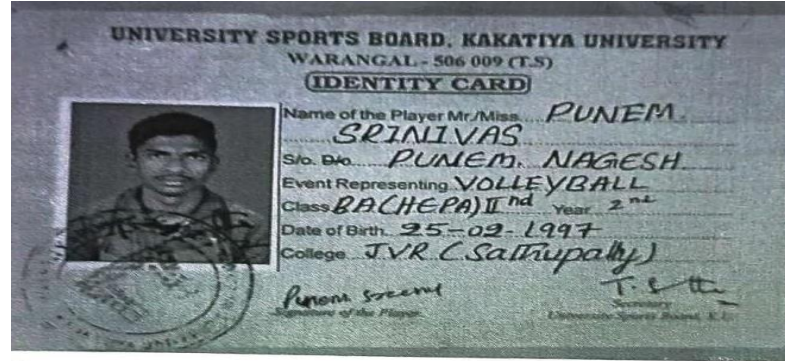 UNIVERSITY SPORTS BOARD, KAKATIYA UNIVERSITY
WARANGAL - 506 009 (T.S)
IDENTITY CARD
Name of the Player Mr./Miss PUNEM.
SRINIVAS
S/o. D/o. PUNEM. NAGESH
Event Representing VOLLEYBALL
Class BA(HEPA) II nd Year 2nd
Date of Birth. 25-02-1997
College JVR (Sathupally)
Punem
Signature of the Player.
Secretary
University Sports Board, K.U.